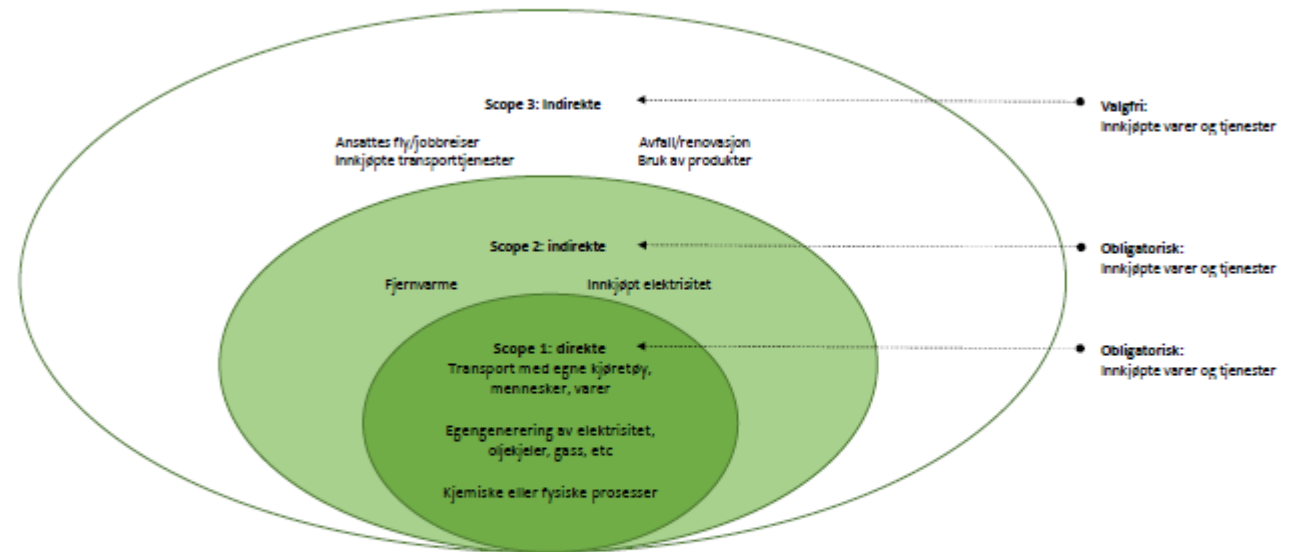 Scope 3: Indirekte
Valgfri:
Innkjøpte varer og tjenester
Ansattes fly/jobbreiser
Innkjøpte transporttjenester
Avfall/renovasjon
Bruk av produkter
Scope 2: indirekte
Obligatorisk:
Innkjøpte varer og tjenester
Fjernvarme
Innkjøpt elektrisitet
Scope 1: direkte
Transport med egne kjøretøy,
mennesker, varer
Obligatorisk:
Innkjøpte varer og tjenester
Egengenerering av elektrisitet,
oljekjeler, gass, etc
Kjemiske eller fysiske prosesser